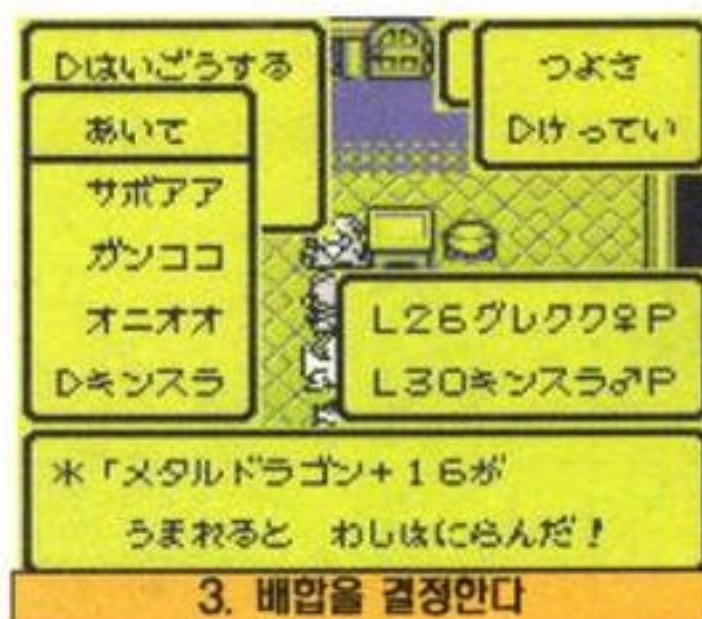 ▷はいごうする
つよさ
▷けってい
あいて
サボアア
ガンココ
オニオオ
▷キンスラ
L26グレクク♀P
L30キンスラ♂P
＊「メタルドラゴン+16が
うまれると わしはにらんだ！
3. 배합을 결정한다